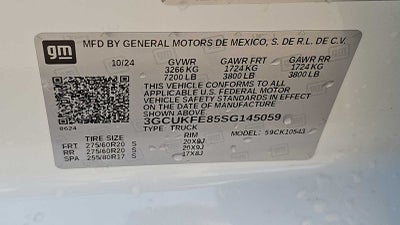 gm MFD BY GENERAL MOTORS DE MEXICO, S. DE R.L. DE C.V.
10/24 GVWR GAWR FRT GAWR RR
3266 KG 1724 KG 1724 KG
7200 LB 3800 LB 3800 LB
THIS VEHICLE CONFORMS TO ALL
APPLICABLE U.S. FEDERAL MOTOR
VEHICLE SAFETY STANDARDS IN EFFECT
ON THE DATE OF MANUFACTURE
SHOWN ABOVE.
0624 3GCUKFE85SG145059
TYPE: TRUCK MODEL: 59CK10543
TIRE SIZE RIM
FRT 275/60R20 S 20X9J
RR 275/60R20 S 20X9J
SPA 255/80R17 S 17X8J